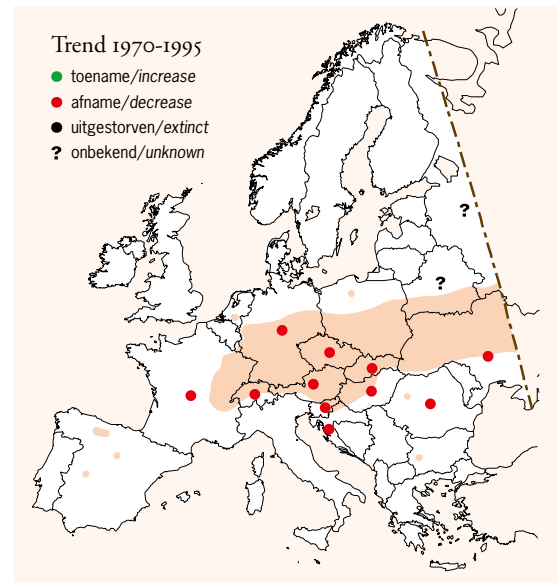 Trend 1970-1995
toename/increase
afname/decrease
uitgestorven/extinct
? onbekend/unknown
?
?